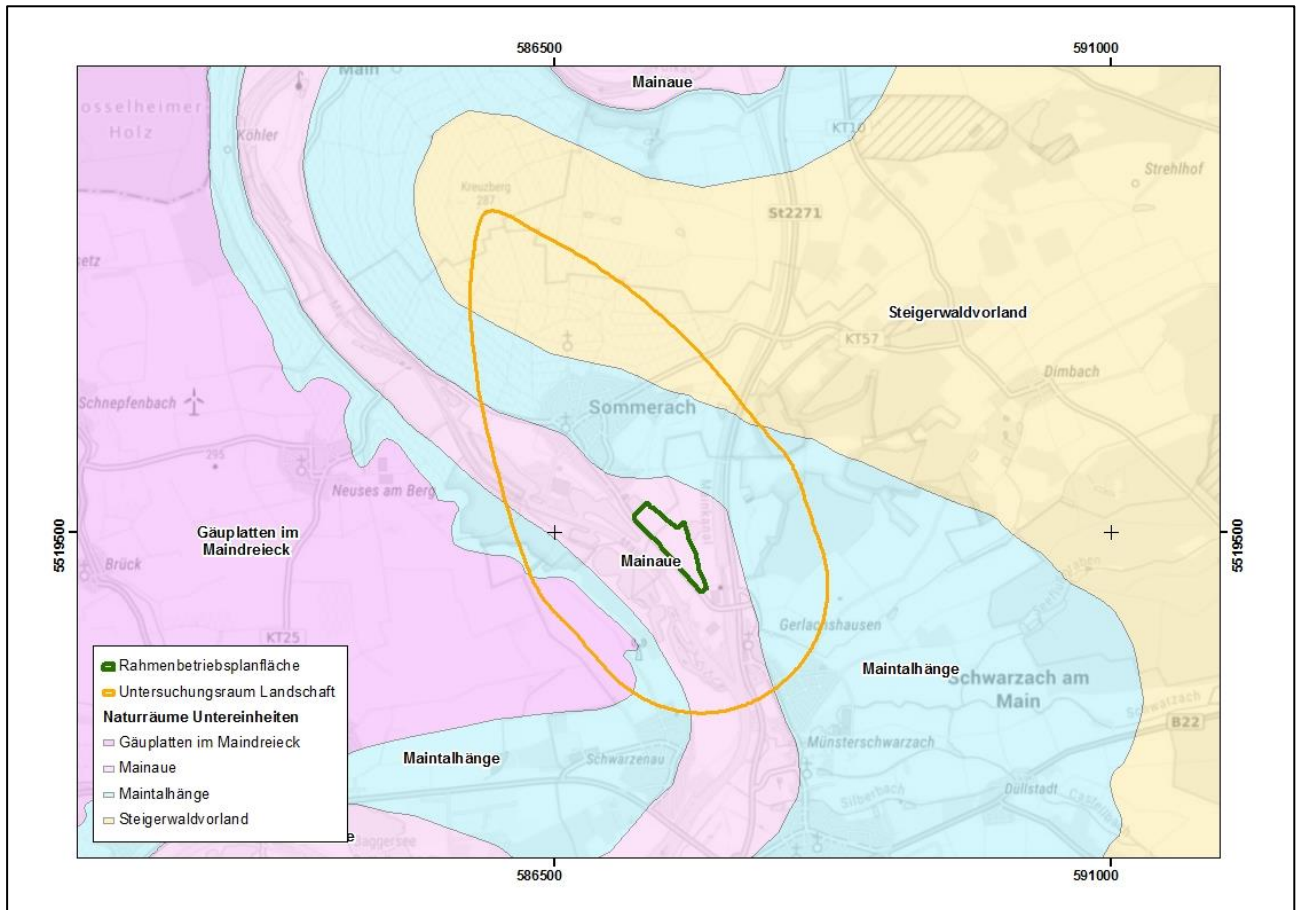 586500
591000
Main
Mainaue
Holz
Köhler
KT10
Strehlhof
Kreuzberg
287
St2271
Steigerwaldvorland
KT57
Dimbach
Schnepfenbach
Sommerach
295
Neuses am Berg
Mainkanal
5519500
5519500
Gäuplatten im
Maindreieck
Brück
Mainaue
Gerlachshausen
KT25
Maintalhänge
Schwarzach am
Main
Schwarzach
B22
Rahmenbetriebsplanfläche
Untersuchungsraum Landschaft
Naturräume Untereinheiten
Gäuplatten im Maindreieck
Mainaue
Maintalhänge
Steigerwaldvorland
Maintalhänge
Schwarzenau
Münsterschwarzach
Silberbach
Düllstadt
Baggersee
586500
591000